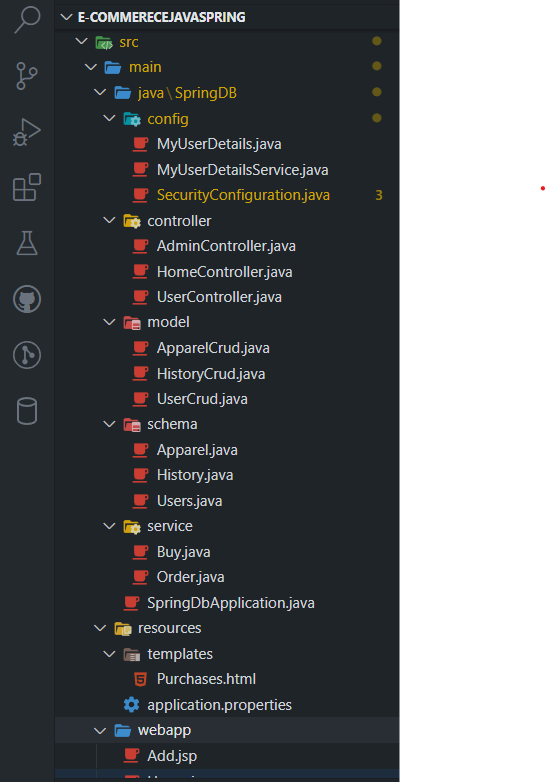 E-COMMERECEJAVASPRING
src
main
java\SpringDB
config
MyUserDetails.java
MyUserDetailsService.java
SecurityConfiguration.java 3
controller
AdminController.java
HomeController.java
UserController.java
model
ApparelCrud.java
HistoryCrud.java
UserCrud.java
schema
Apparel.java
History.java
Users.java
service
Buy.java
Order.java
SpringDbApplication.java
resources
templates
Purchases.html
application.properties
webapp
Add.jsp